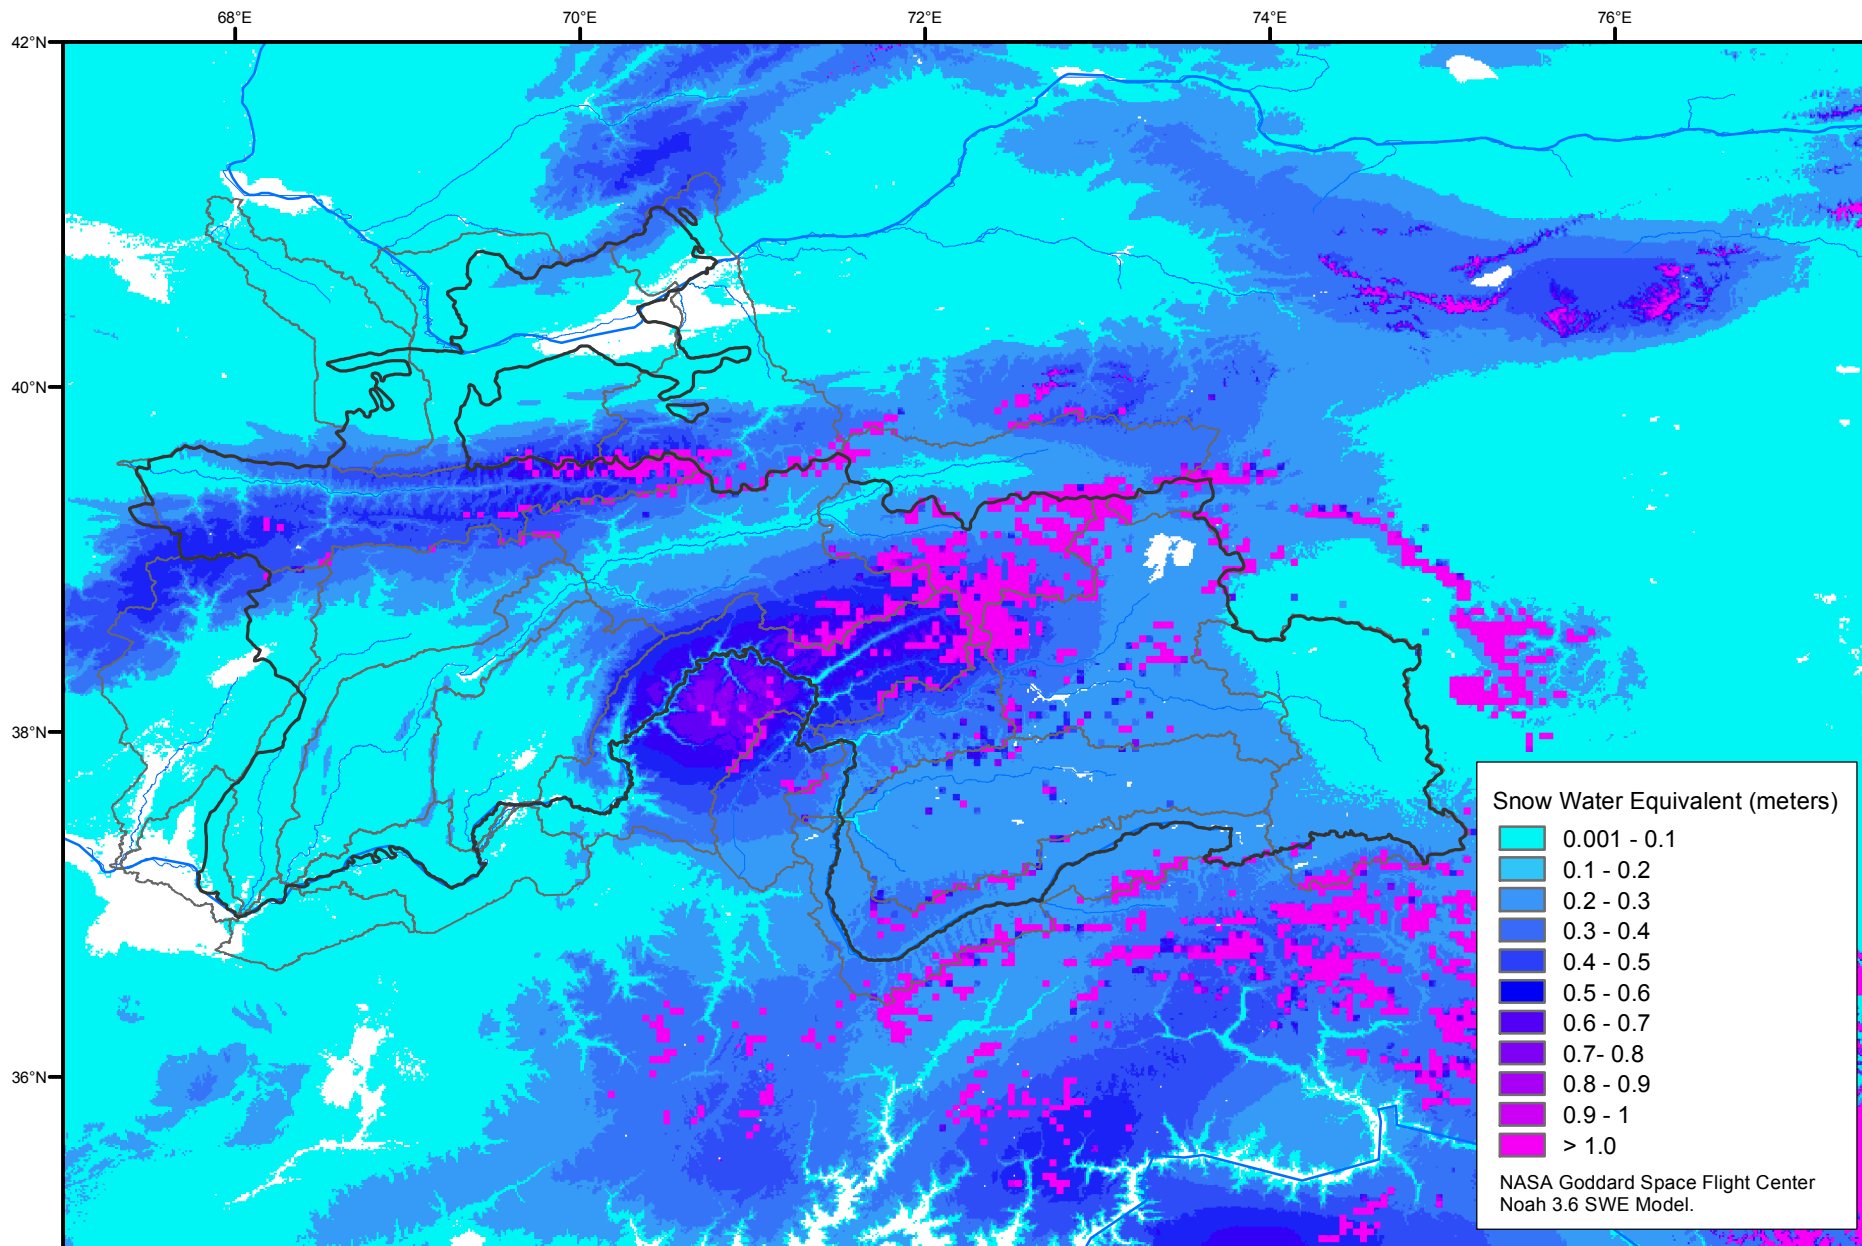 68°E
70°E
72°E
74°E
76°E
42°N
40°N
38°N
36°N
Snow Water Equivalent (meters)
0.001 - 0.1
0.1 - 0.2
0.2 - 0.3
0.3 - 0.4
0.4 - 0.5
0.5 - 0.6
0.6 - 0.7
0.7- 0.8
0.8 - 0.9
0.9 - 1
> 1.0
NASA Goddard Space Flight Center
Noah 3.6 SWE Model.